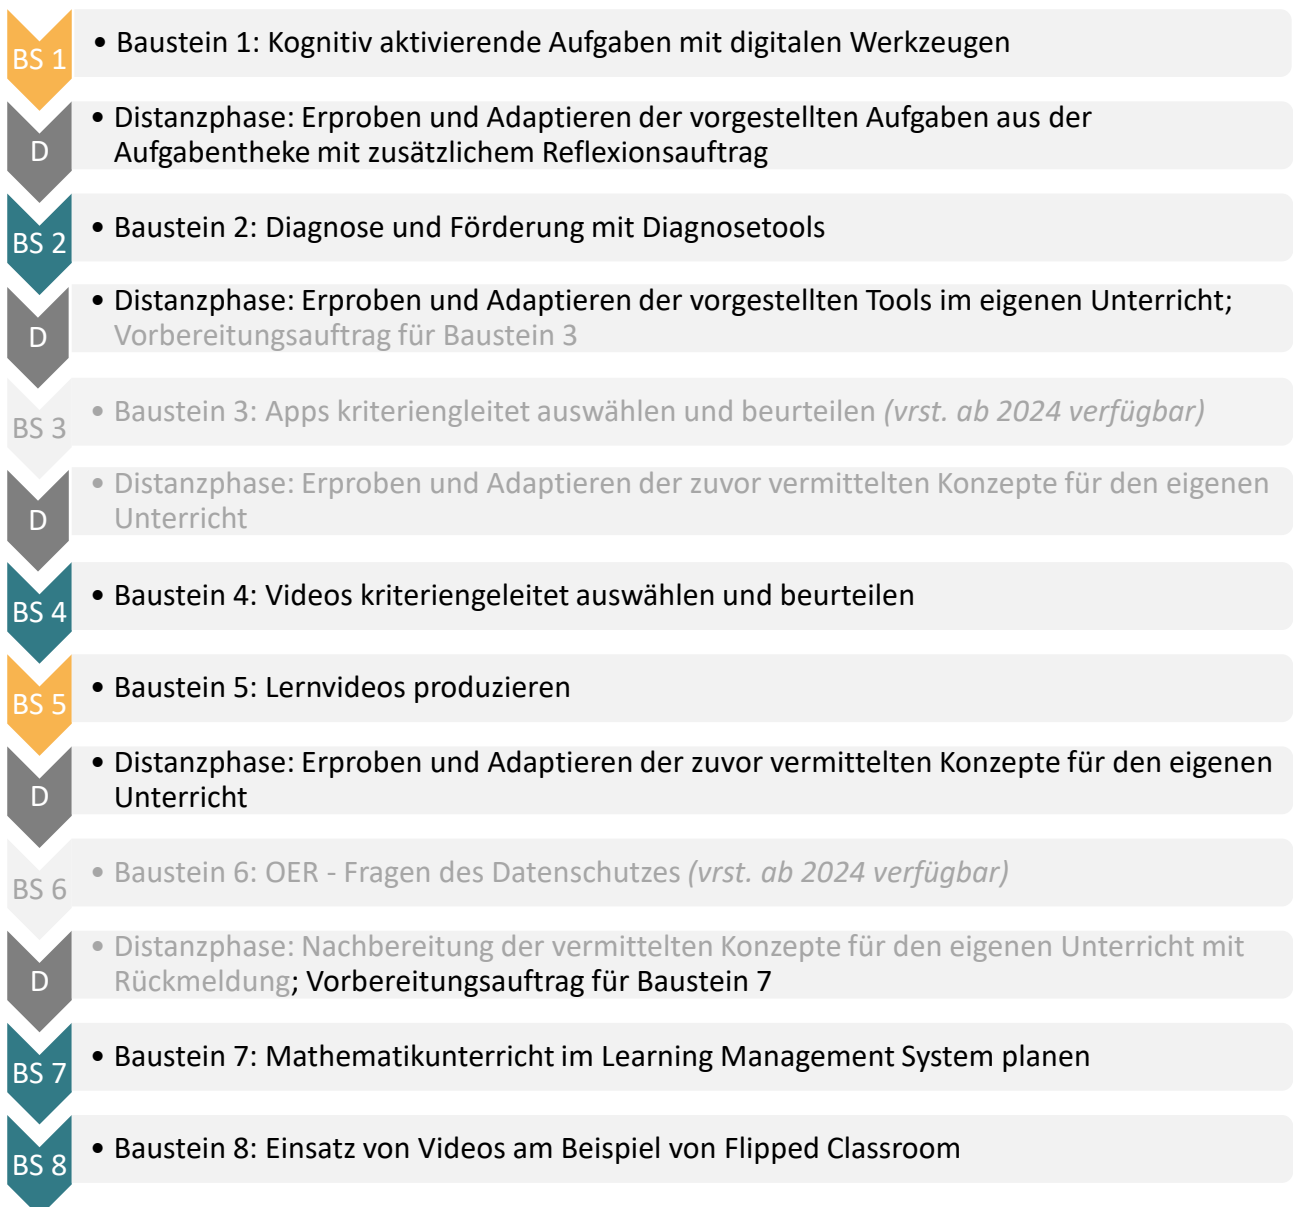 BS 1
• Baustein 1: Kognitiv aktivierende Aufgaben mit digitalen Werkzeugen
D
• Distanzphase: Erproben und Adaptieren der vorgestellten Aufgaben aus der
Aufgabentheke mit zusätzlichem Reflexionsauftrag
BS 2
• Baustein 2: Diagnose und Förderung mit Diagnosetools
D
• Distanzphase: Erproben und Adaptieren der vorgestellten Tools im eigenen Unterricht;
Vorbereitungsauftrag für Baustein 3
BS 3
• Baustein 3: Apps kriteriengleitet auswählen und beurteilen (vrst. ab 2024 verfügbar)
D
• Distanzphase: Erproben und Adaptieren der zuvor vermittelten Konzepte für den eigenen
Unterricht
BS 4
• Baustein 4: Videos kriteriengeleitet auswählen und beurteilen
BS 5
• Baustein 5: Lernvideos produzieren
D
• Distanzphase: Erproben und Adaptieren der zuvor vermittelten Konzepte für den eigenen
Unterricht
BS 6
• Baustein 6: OER - Fragen des Datenschutzes (vrst. ab 2024 verfügbar)
D
• Distanzphase: Nachbereitung der vermittelten Konzepte für den eigenen Unterricht mit
Rückmeldung; Vorbereitungsauftrag für Baustein 7
BS 7
• Baustein 7: Mathematikunterricht im Learning Management System planen
BS 8
• Baustein 8: Einsatz von Videos am Beispiel von Flipped Classroom